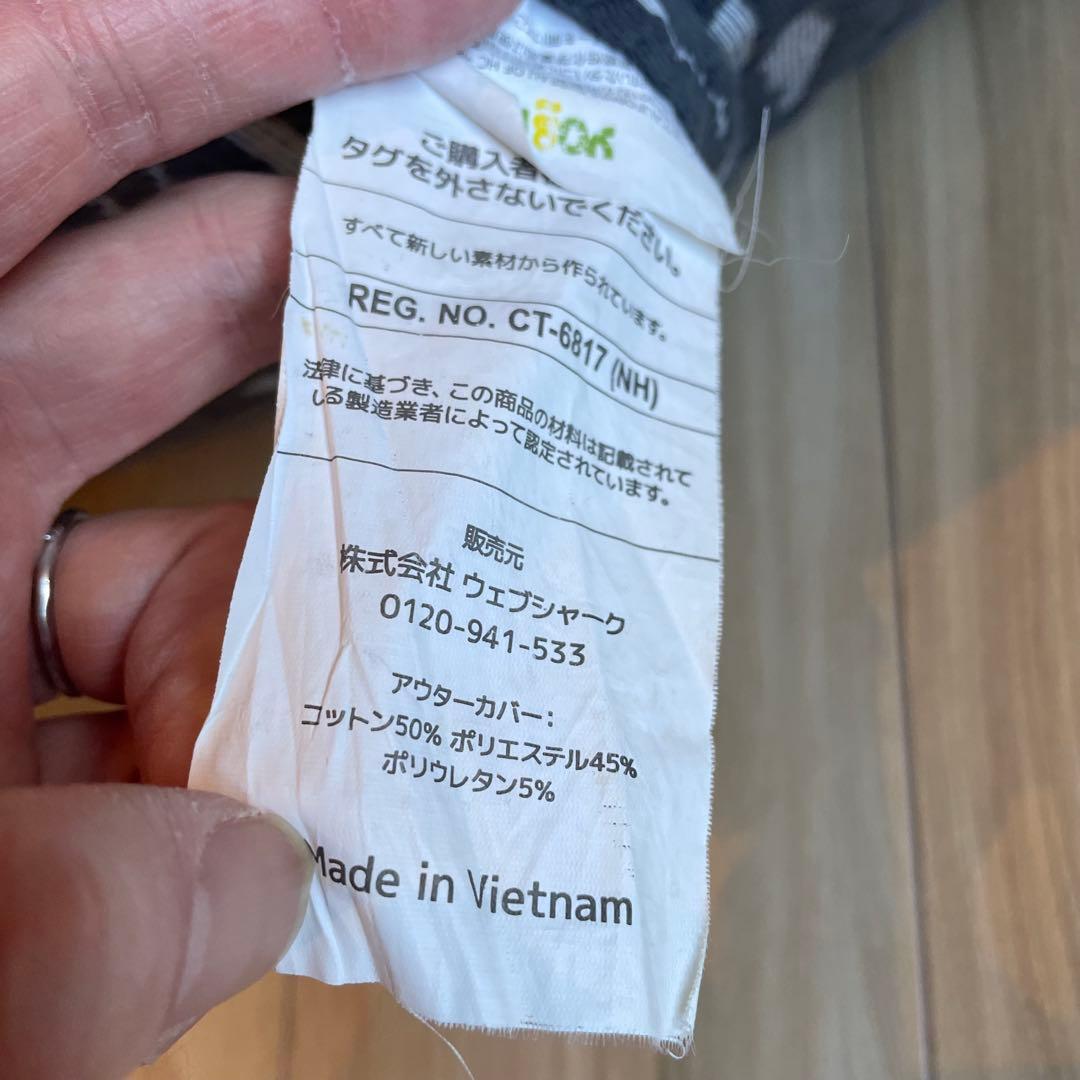 ご購入者
タグを外さないでください。
すべて新しい素材から作られています。
REG. NO. CT-6817 (NH)
法律に基づき、この商品の材料は記載されて
いる製造業者によって認定されています。
販売元
株式会社 ウェブシャーク
0120-941-533
アウターカバー：
コットン50% ポリエステル45%
ポリウレタン5%
Made in Vietnam